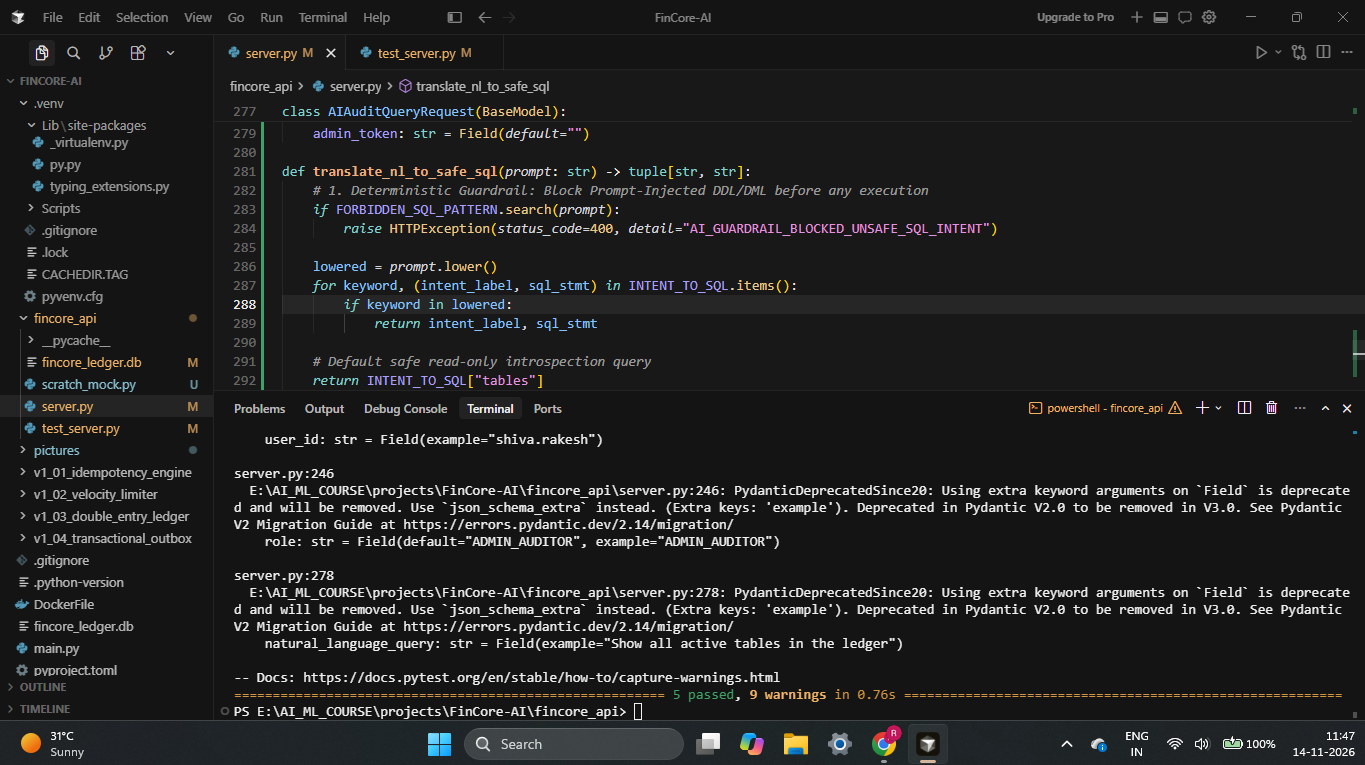 File Edit Selection View Go Run Terminal Help
FinCore-AI
Upgrade to Pro
FINCORE-AI
.venv
Lib\site-packages
_virtualenv.py
py.py
typing_extensions.py
Scripts
.gitignore
.lock
CACHEDIR.TAG
pyvenv.cfg
fincore_api
__pycache__
fincore_ledger.db M
scratch_mock.py U
server.py M
test_server.py M
pictures
v1_01_idempotency_engine
v1_02_velocity_limiter
v1_03_double_entry_ledger
v1_04_transactional_outbox
.gitignore
.python-version
DockerFile
fincore_ledger.db
main.py
pyproject.toml
OUTLINE
TIMELINE
server.py M
test_server.py M
fincore_api > server.py > translate_nl_to_safe_sql
277 class AIAuditQueryRequest(BaseModel):
279 admin_token: str = Field(default="")
280
281 def translate_nl_to_safe_sql(prompt: str) -> tuple[str, str]:
282 # 1. Deterministic Guardrail: Block Prompt-Injected DDL/DML before any execution
283 if FORBIDDEN_SQL_PATTERN.search(prompt):
284 raise HTTPException(status_code=400, detail="AI_GUARDRAIL_BLOCKED_UNSAFE_SQL_INTENT")
285
286 lowered = prompt.lower()
287 for keyword, (intent_label, sql_stmt) in INTENT_TO_SQL.items():
288 if keyword in lowered:
289 return intent_label, sql_stmt
290
291 # Default safe read-only introspection query
292 return INTENT_TO_SQL["tables"]
Problems Output Debug Console Terminal Ports
powershell - fincore_api
user_id: str = Field(example="shiva.rakesh")
server.py:246
E:\AI_ML_COURSE\projects\FinCore-AI\fincore_api\server.py:246: PydanticDeprecatedSince20: Using extra keyword arguments on `Field` is deprecate
d and will be removed. Use `json_schema_extra` instead. (Extra keys: 'example'). Deprecated in Pydantic V2.0 to be removed in V3.0. See Pydantic
V2 Migration Guide at https://errors.pydantic.dev/2.14/migration/
role: str = Field(default="ADMIN_AUDITOR", example="ADMIN_AUDITOR")
server.py:278
E:\AI_ML_COURSE\projects\FinCore-AI\fincore_api\server.py:278: PydanticDeprecatedSince20: Using extra keyword arguments on `Field` is deprecate
d and will be removed. Use `json_schema_extra` instead. (Extra keys: 'example'). Deprecated in Pydantic V2.0 to be removed in V3.0. See Pydantic
V2 Migration Guide at https://errors.pydantic.dev/2.14/migration/
natural_language_query: str = Field(example="Show all active tables in the ledger")
-- Docs: https://docs.pytest.org/en/stable/how-to/capture-warnings.html
======================================================== 5 passed, 9 warnings in 0.76s =========================================================
PS E:\AI_ML_COURSE\projects\FinCore-AI\fincore_api>
31°C
Sunny
Search
R
ENG
IN
100%
11:47
14-11-2026